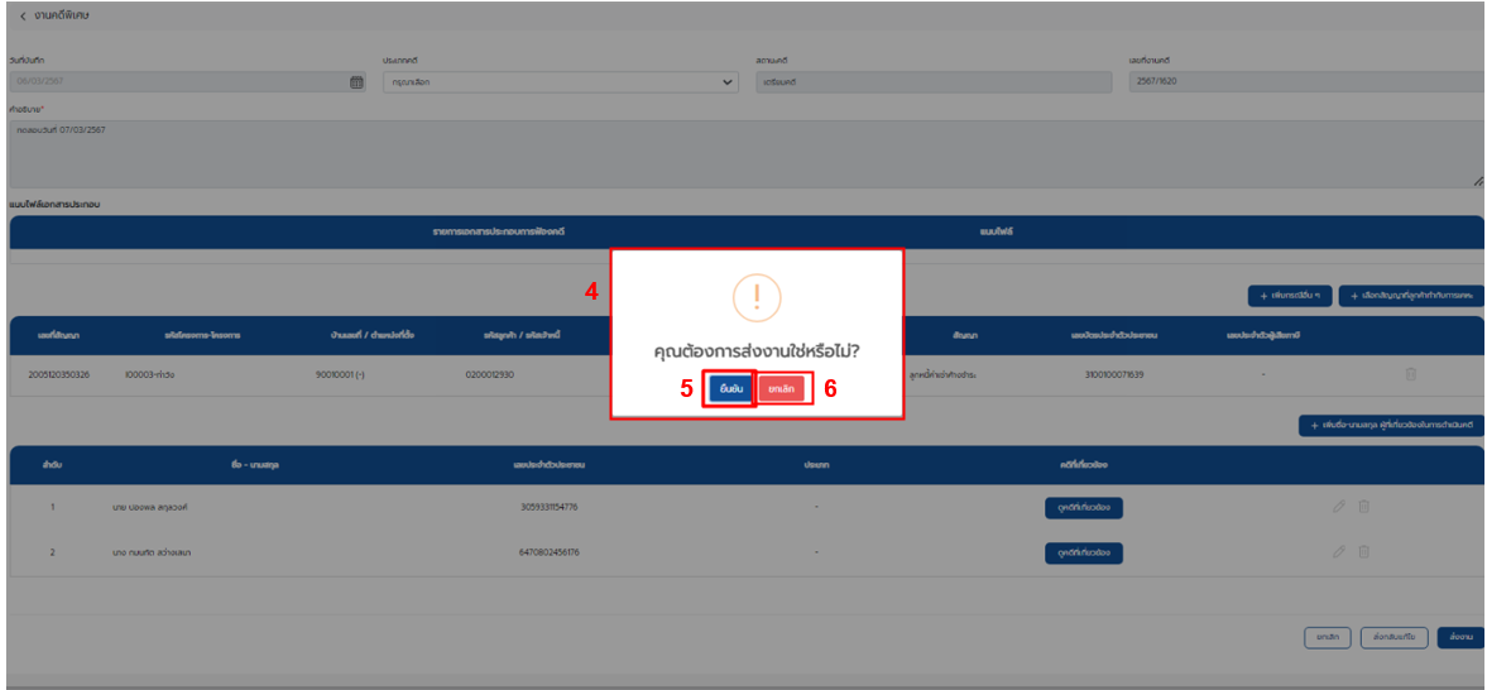 งานคดีพิเศษ
วันที่บันทึก ประเภทคดี สถานะคดี เลขที่งานคดี
06/03/2567 กรุณาเลือก เตรียมคดี 2567/1620
คำอธิบาย*
ทดสอบวันที่ 07/03/2567
แนบไฟล์เอกสารประกอบ
รายการเอกสารประกอบการฟ้องคดี แนบไฟล์
4
!
+ เพิ่มกรณีอื่น ๆ + เลือกสัญญาที่ลูกค้าทำกับการเคหะ
เลขที่สัญญา รหัสโครงการ-โครงการ บ้านเลขที่ / ตำแหน่งที่ตั้ง รหัสลูกค้า / รหัสเจ้าหนี้ สัญญา เลขบัตรประจำตัวประชาชน เลขประจำตัวผู้เสียภาษี
คุณต้องการส่งงานใช่หรือไม่?
2005120350326 I00003-ท่าตัง 90010001 (-) 0200012930 ลูกหนี้ค่าเช่าค้างชำระ 3100100071639 -
5 ยืนยัน ยกเลิก 6
+ เพิ่มชื่อ-นามสกุล ผู้ที่เกี่ยวข้องในการดำเนินคดี
ลำดับ ชื่อ - นามสกุล เลขประจำตัวประชาชน ประเภท คดีที่เกี่ยวข้อง
1 นาย ปองพล สกุลวงศ์ 3059331154776 - ดูคดีที่เกี่ยวข้อง
2 นาง 6470802456176 - ดูคดีที่เกี่ยวข้อง
ยกเลิก ส่งกลับแก้ไข ส่งงาน